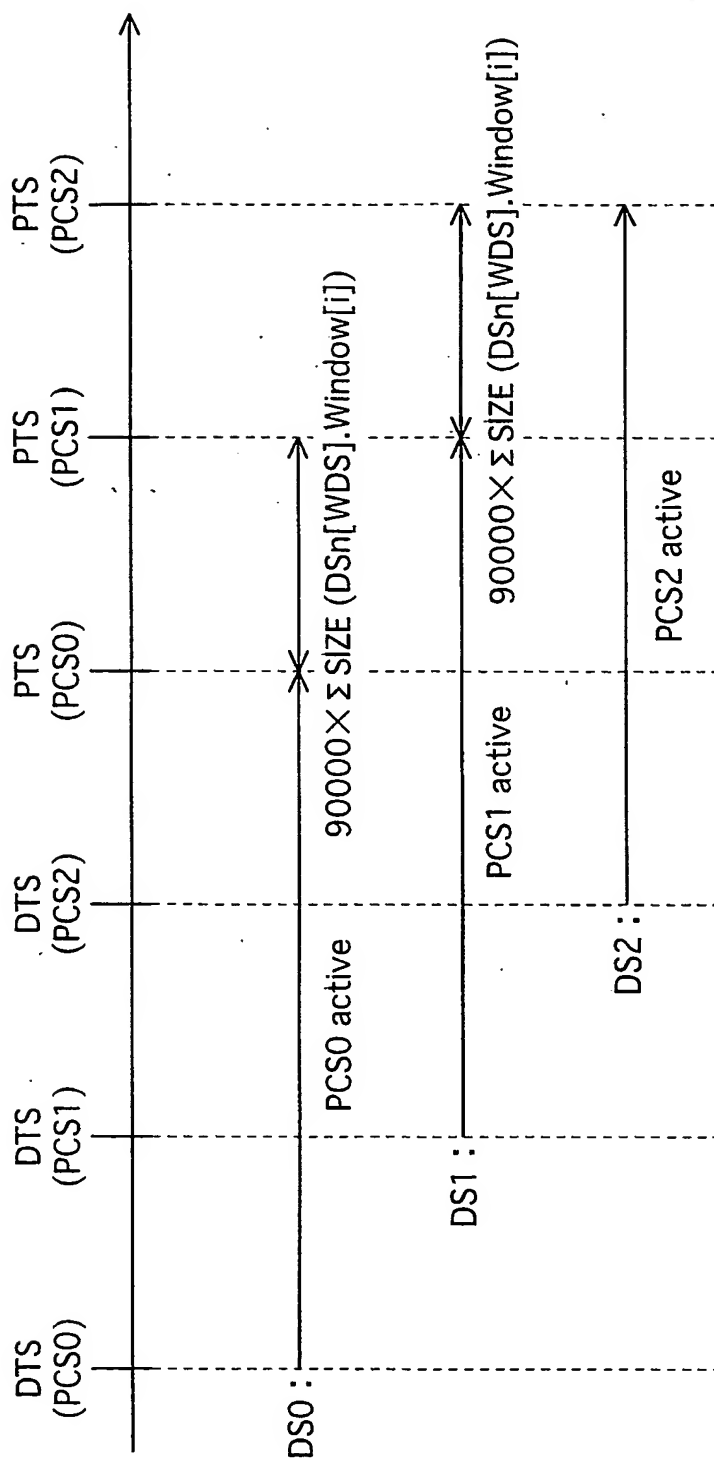 DTS
(PCS0)
DTS
(PCS1)
DTS
(PCS2)
PTS
(PCS0)
PTS
(PCS1)
PTS
(PCS2)
DS0 :
PCS0 active
90000×Σ SIZE (DSn[WDS].Window[i])
DS1 :
PCS1 active
90000×Σ SIZE (DSn[WDS].Window[i])
DS2 :
PCS2 active